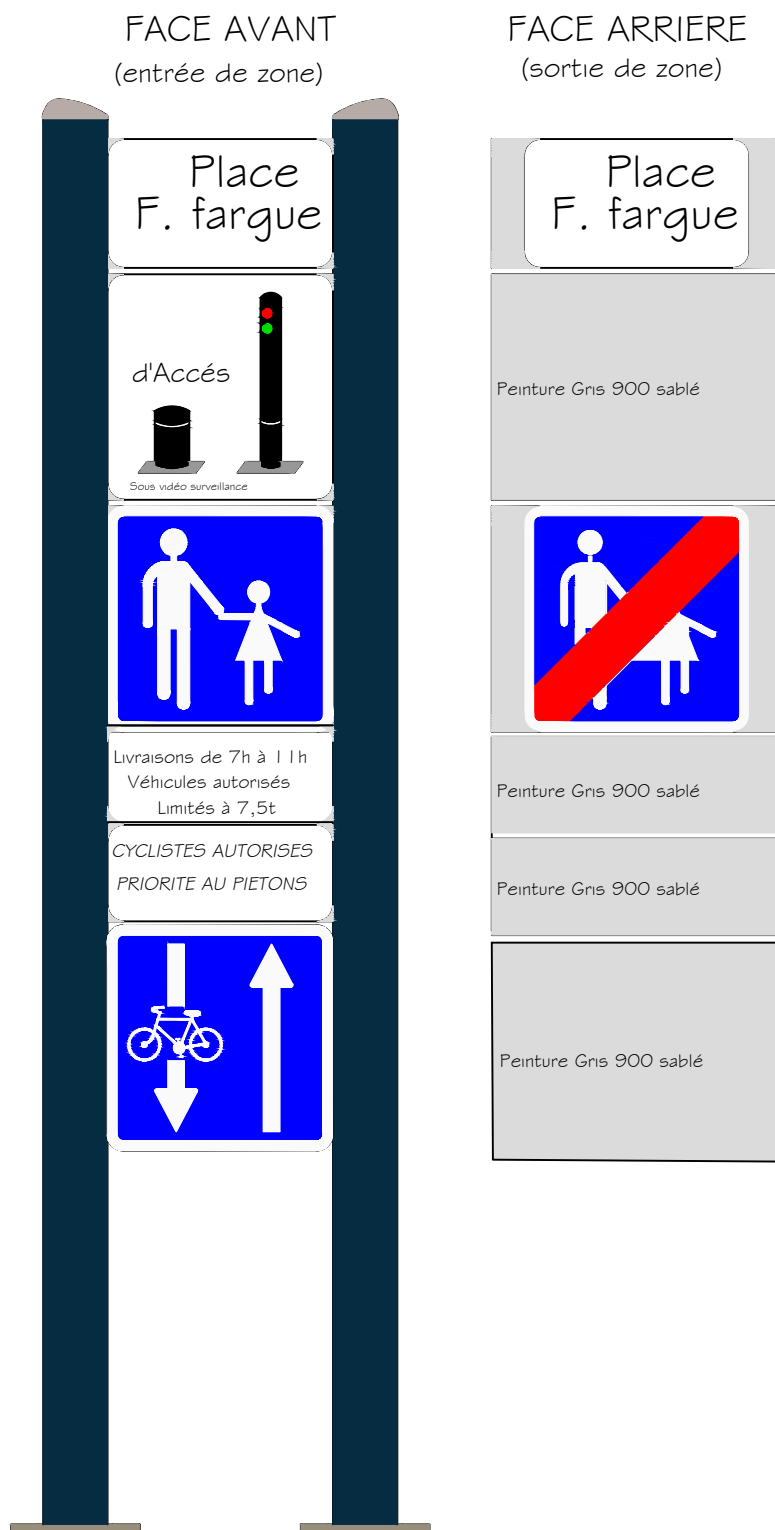 FACE AVANT
(entrée de zone)
Place
F. fargue
d'Accés
Sous vidéo surveillance
Livraisons de 7h à 11h
Véhicules autorisés
Limités à 7,5t
CYCLISTES AUTORISES
PRIORITE AU PIETONS
FACE ARRIERE
(sortie de zone)
Place
F. fargue
Peinture Gris 900 sablé
Peinture Gris 900 sablé
Peinture Gris 900 sablé
Peinture Gris 900 sablé